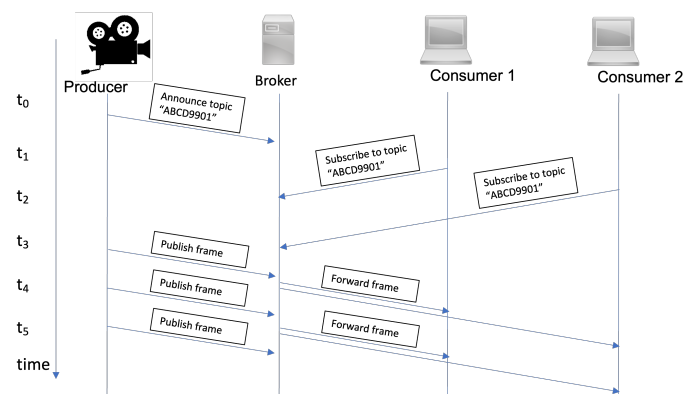 Producer
Broker
Consumer 1
Consumer 2
t0
Announce topic
“ABCD9901”
t1
Subscribe to topic
“ABCD9901”
Subscribe to topic
“ABCD9901”
t2
t3
Publish frame
t4
Publish frame
Forward frame
t5
Publish frame
Forward frame
time